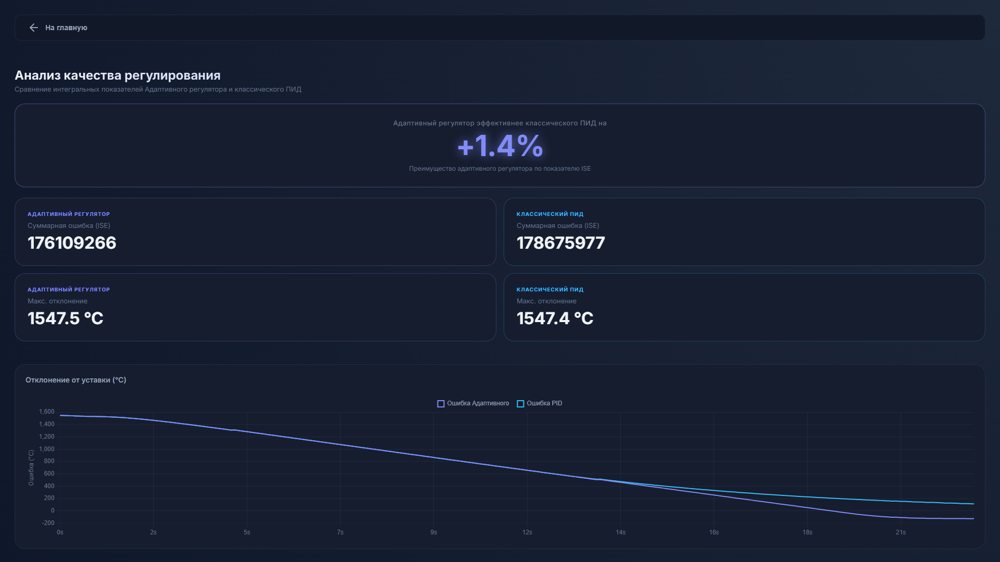 На главную
Анализ качества регулирования
Сравнение интегральных показателей Адаптивного регулятора и классического ПИД
Адаптивный регулятор эффективнее классического ПИД на
+1.4%
Преимущество адаптивного регулятора по показателю ISE
АДАПТИВНЫЙ РЕГУЛЯТОР
Суммарная ошибка (ISE)
176109266
КЛАССИЧЕСКИЙ ПИД
Суммарная ошибка (ISE)
178675977
АДАПТИВНЫЙ РЕГУЛЯТОР
Макс. отклонение
1547.5 °C
КЛАССИЧЕСКИЙ ПИД
Макс. отклонение
1547.4 °C
Отклонение от уставки (°C)
Ошибка Адаптивного
Ошибка PID
Ошибка (°C)
1,600
1,400
1,200
1,000
800
600
400
200
0
-200
0s 2s 5s 7s 9s 12s 14s 16s 18s 21s